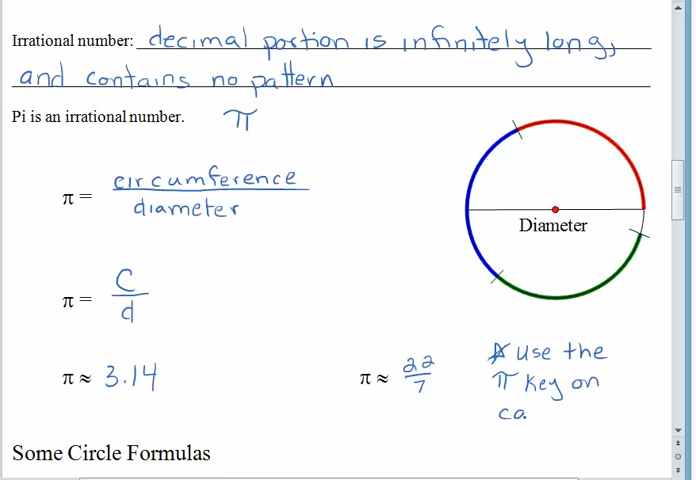 Irrational number: decimal portion is infinitely long,
and contains no pattern
Pi is an irrational number. π
π = circumference
diameter
Diameter
π = C
d
π ≈ 3.14
π ≈ 22
7
☆ use the
π key on
ca
Some Circle Formulas